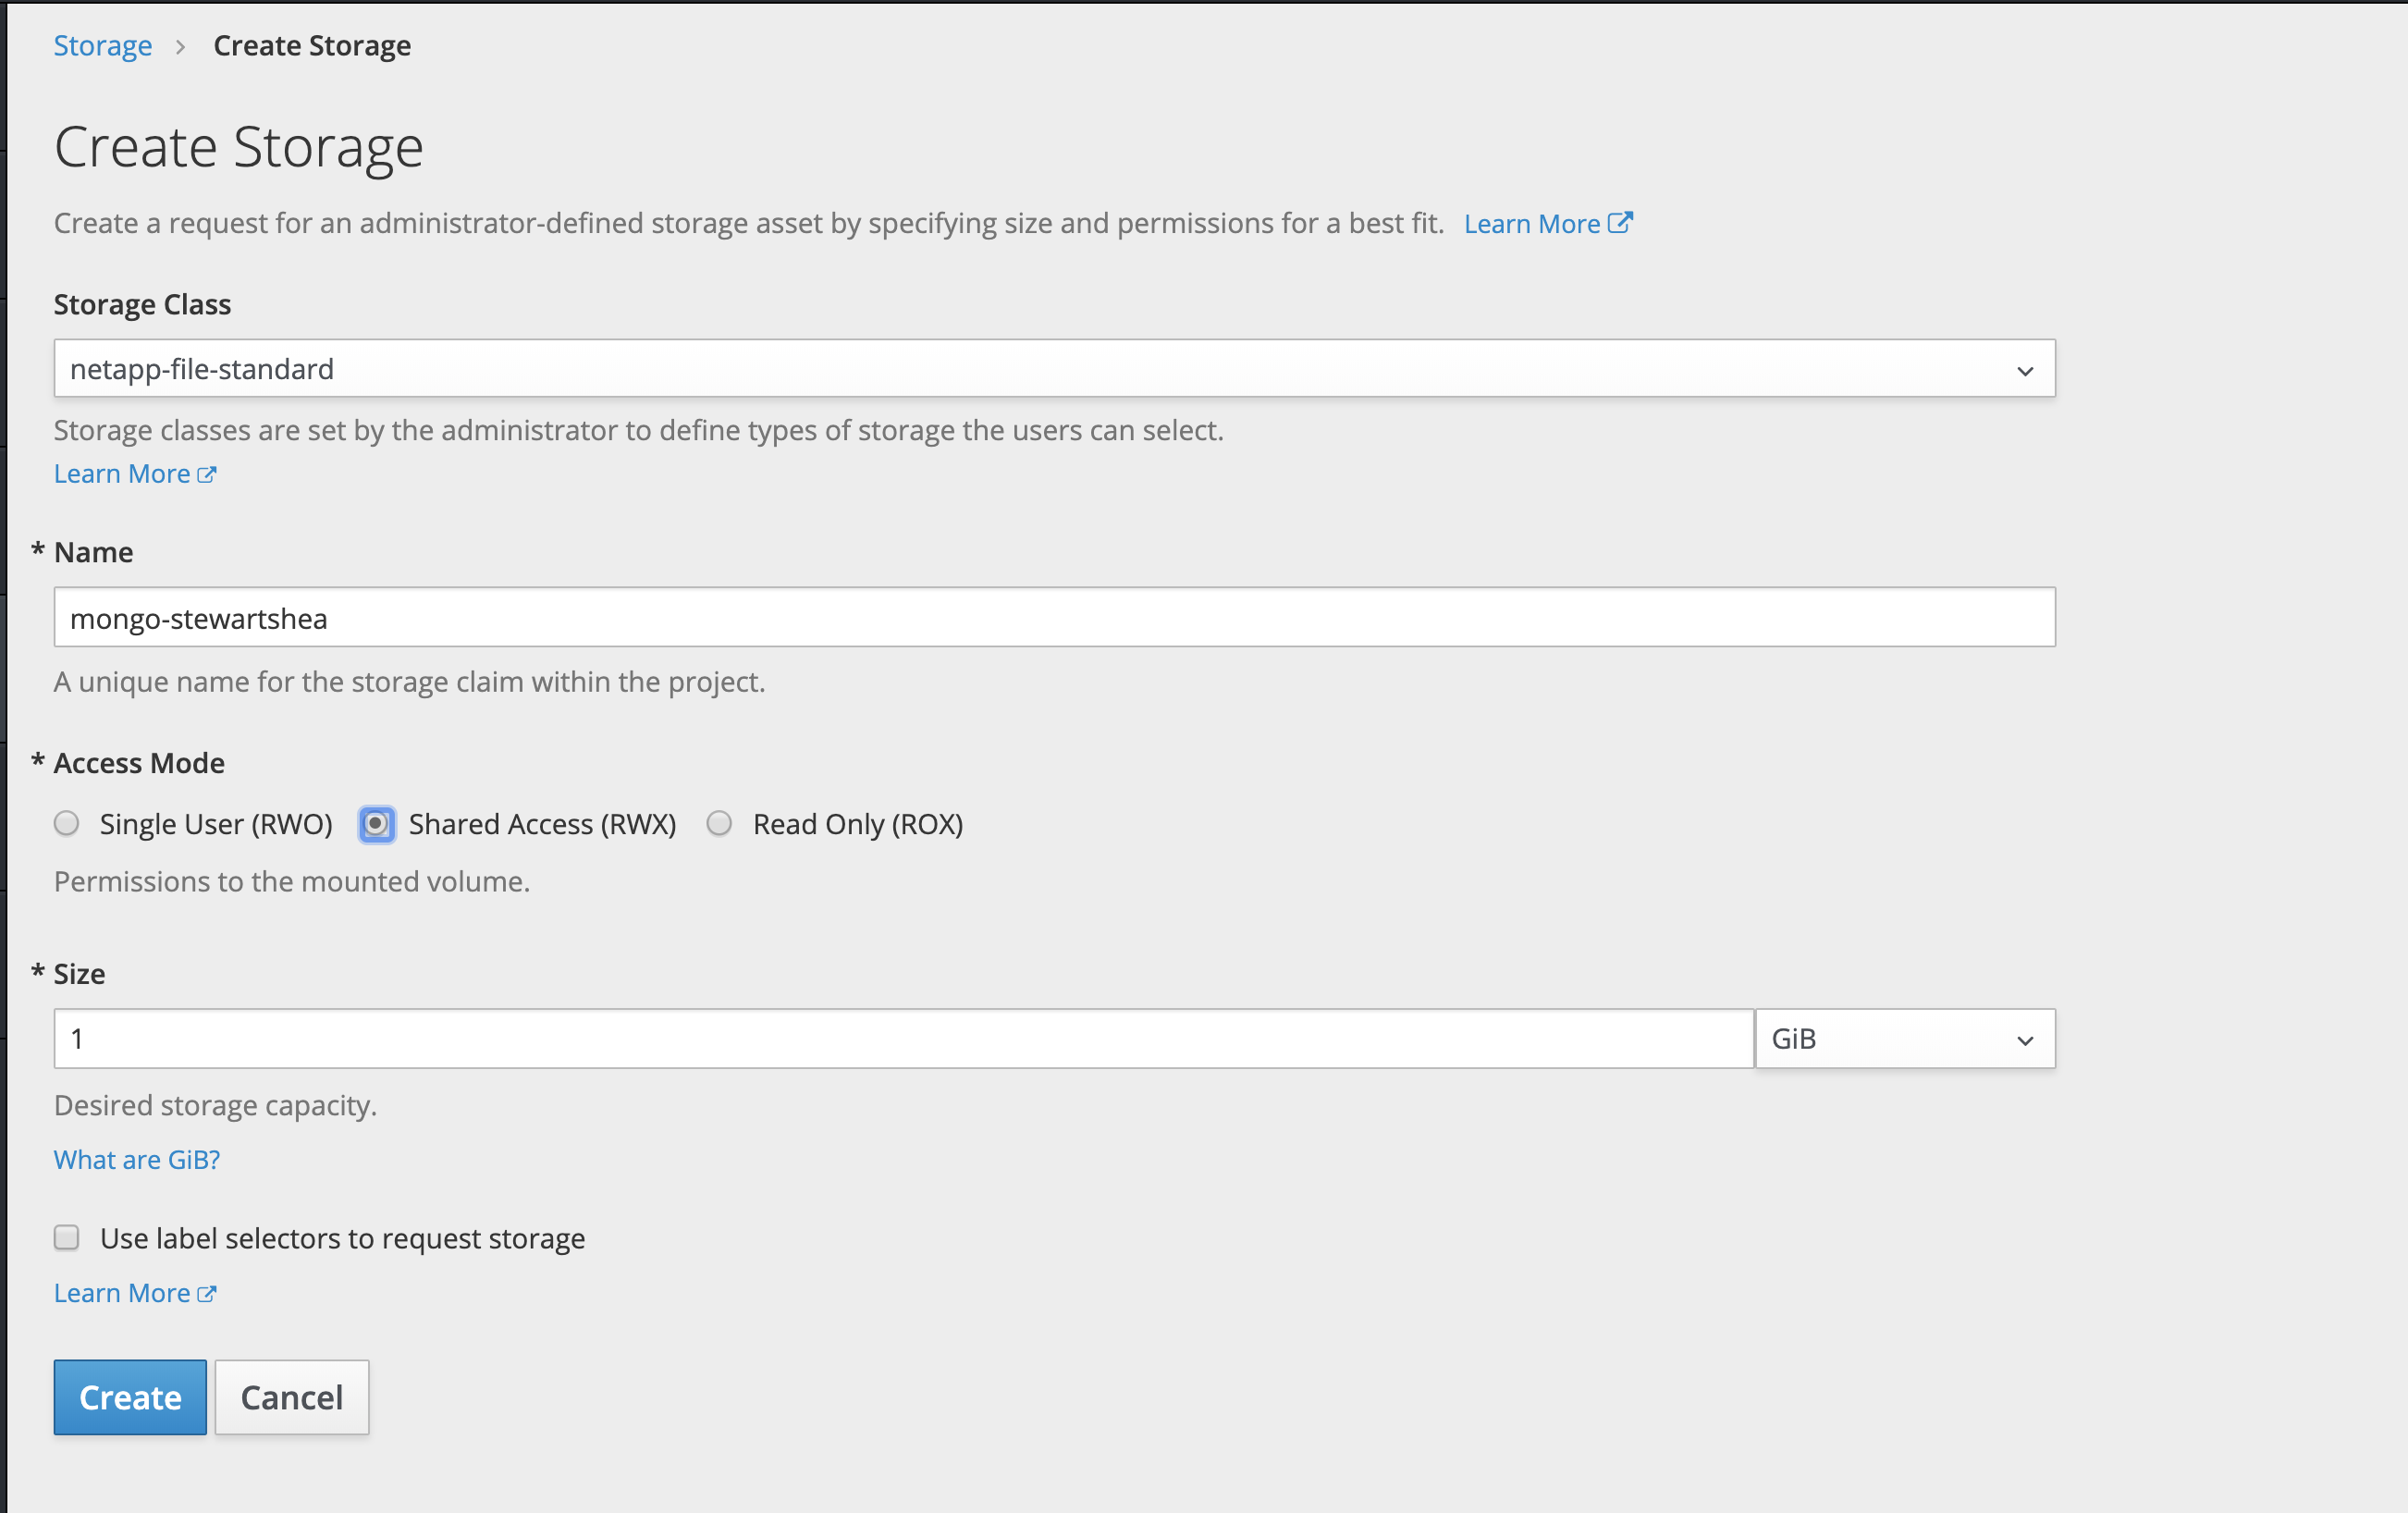 Storage > Create Storage
Create Storage
Create a request for an administrator-defined storage asset by specifying size and permissions for a best fit. Learn More
Storage Class
netapp-file-standard
Storage classes are set by the administrator to define types of storage the users can select.
Learn More
* Name
mongo-stewartshea
A unique name for the storage claim within the project.
* Access Mode
Single User (RWO) Shared Access (RWX) Read Only (ROX)
Permissions to the mounted volume.
* Size
1 GiB
Desired storage capacity.
What are GiB?
Use label selectors to request storage
Learn More
Create Cancel